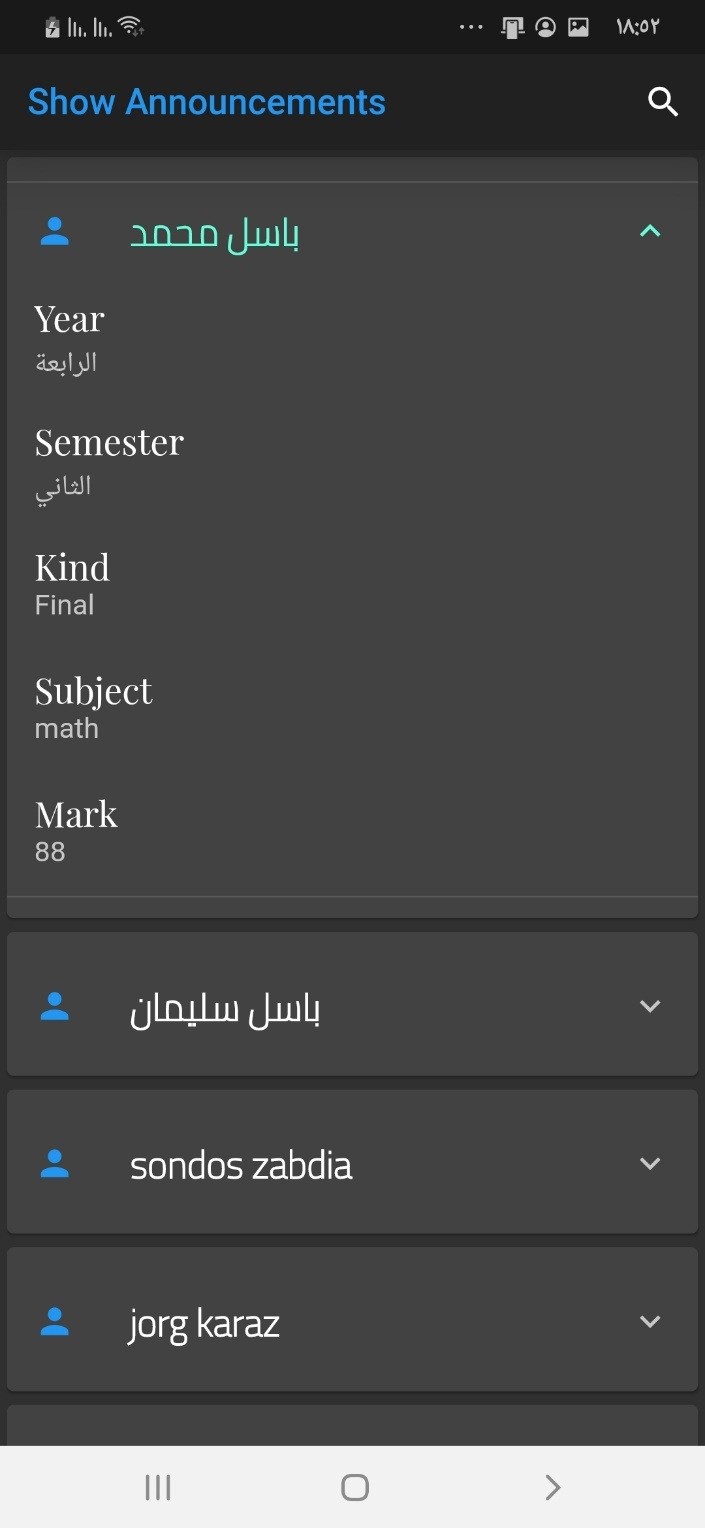 ١٨:٥٢
Show Announcements
باسل محمد
Year
الرابعة
Semester
الثاني
Kind
Final
Subject
math
Mark
88
باسل سليمان
sondos zabdia
jorg karaz